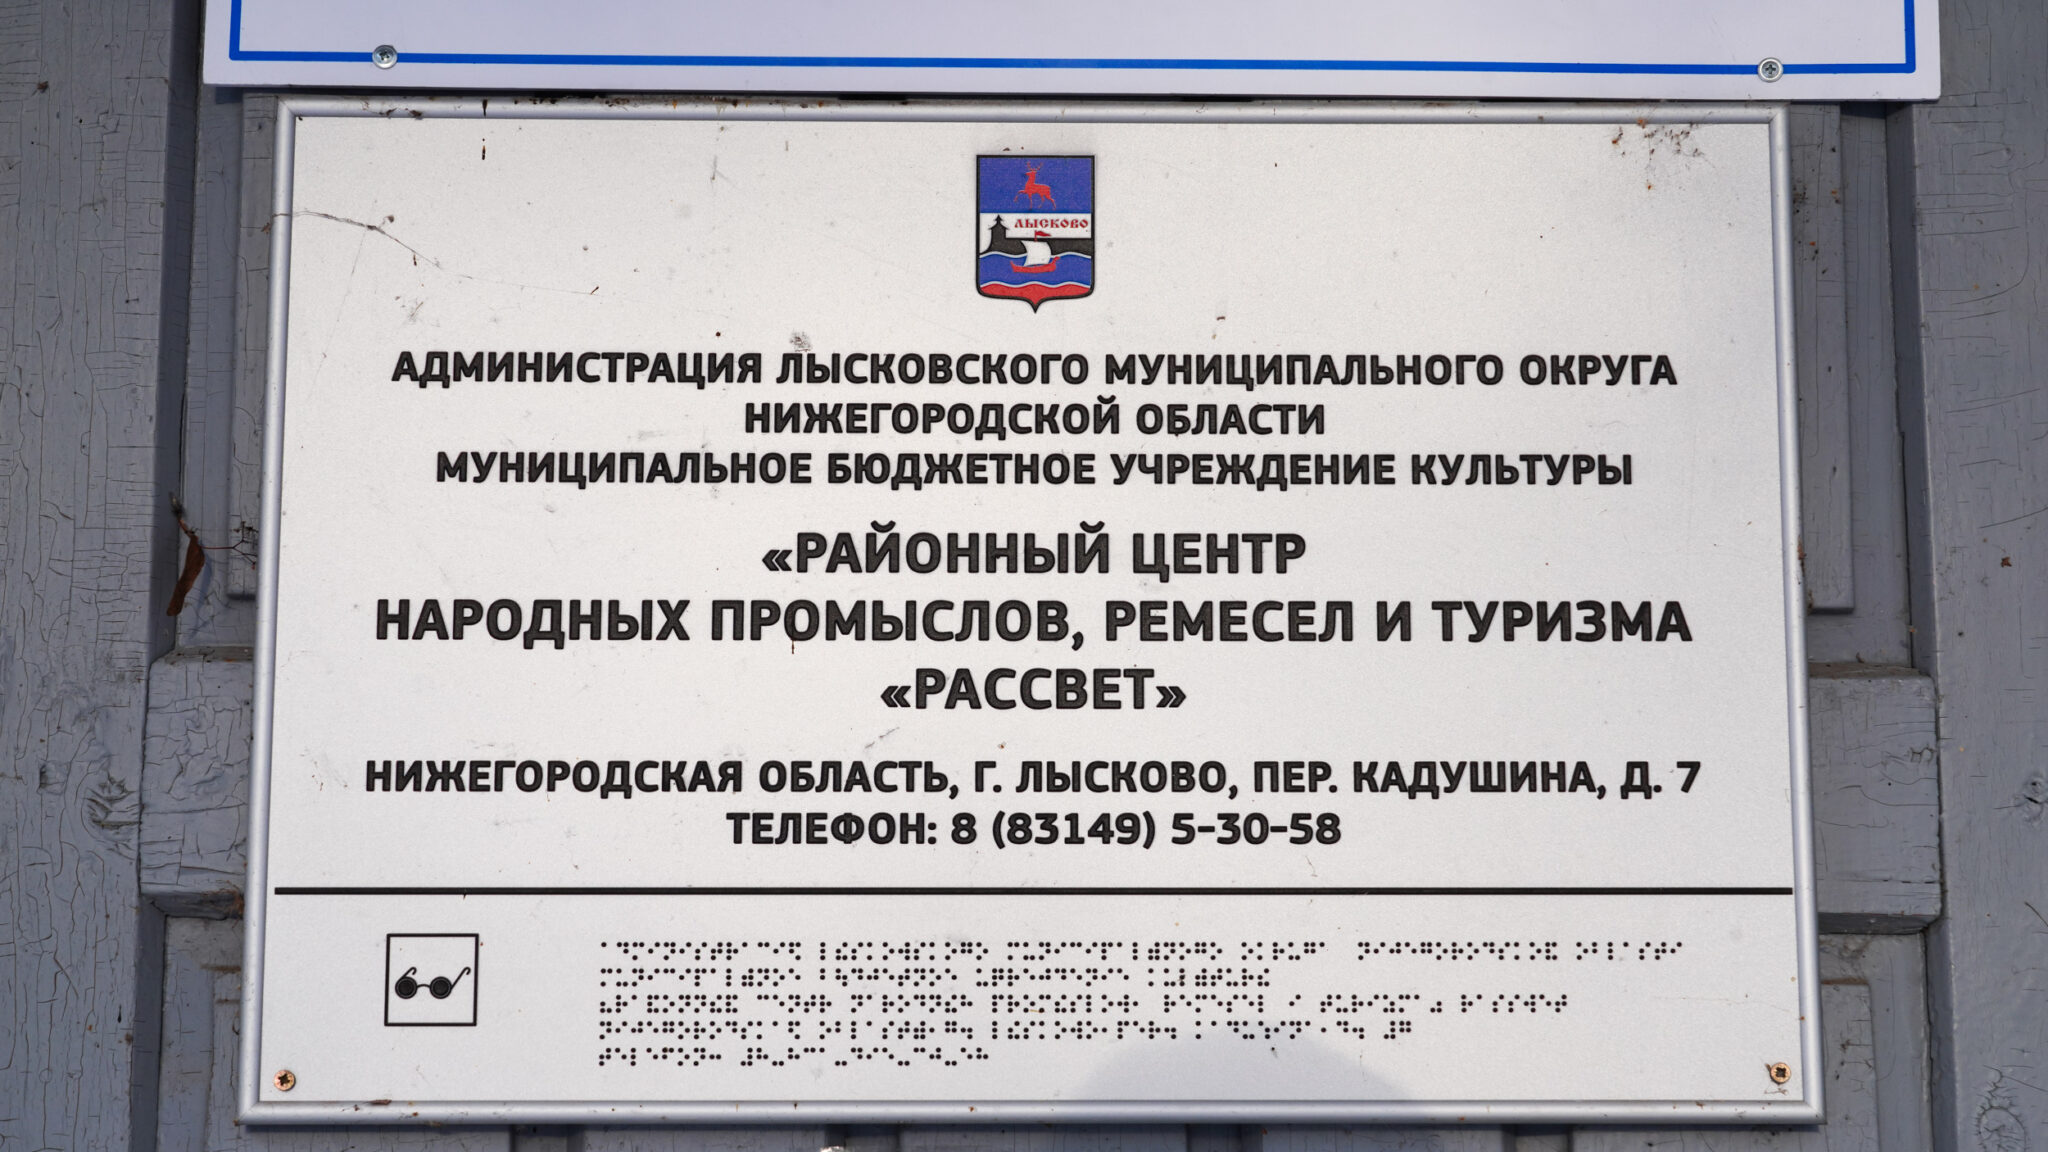 ЛЫСКОВО
АДМИНИСТРАЦИЯ ЛЫСКОВСКОГО МУНИЦИПАЛЬНОГО ОКРУГА
НИЖЕГОРОДСКОЙ ОБЛАСТИ
МУНИЦИПАЛЬНОЕ БЮДЖЕТНОЕ УЧРЕЖДЕНИЕ КУЛЬТУРЫ
«РАЙОННЫЙ ЦЕНТР
НАРОДНЫХ ПРОМЫСЛОВ, РЕМЕСЕЛ И ТУРИЗМА
«РАССВЕТ»
НИЖЕГОРОДСКАЯ ОБЛАСТЬ, Г. ЛЫСКОВО, ПЕР. КАДУШИНА, Д. 7
ТЕЛЕФОН: 8 (83149) 5-30-58